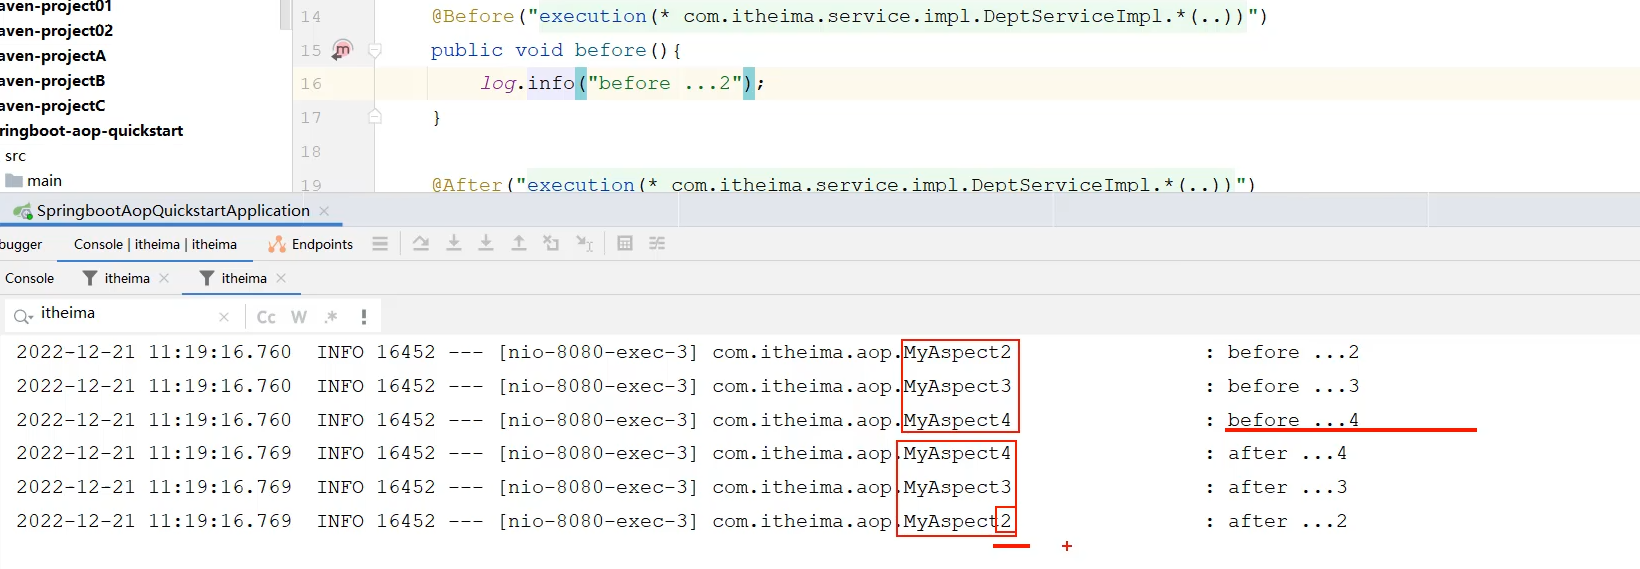 aven-project01
aven-project02
aven-projectA
aven-projectB
aven-projectC
ringboot-aop-quickstart
src
main
14 @Before("execution(* com.itheima.service.impl.DeptServiceImpl.*(..))")
15 public void before(){
16 log.info("before ...2");
17 }
18
19 @After("execution(* com.itheima.service.impl.DeptServiceImpl.*(..))")
SpringbootAopQuickstartApplication
bugger Console | itheima | itheima Endpoints
Console itheima itheima
itheima Cc W .* !
2022-12-21 11:19:16.760 INFO 16452 --- [nio-8080-exec-3] com.itheima.aop.MyAspect2 : before ...2
2022-12-21 11:19:16.760 INFO 16452 --- [nio-8080-exec-3] com.itheima.aop.MyAspect3 : before ...3
2022-12-21 11:19:16.760 INFO 16452 --- [nio-8080-exec-3] com.itheima.aop.MyAspect4 : before ...4
2022-12-21 11:19:16.769 INFO 16452 --- [nio-8080-exec-3] com.itheima.aop.MyAspect4 : after ...4
2022-12-21 11:19:16.769 INFO 16452 --- [nio-8080-exec-3] com.itheima.aop.MyAspect3 : after ...3
2022-12-21 11:19:16.769 INFO 16452 --- [nio-8080-exec-3] com.itheima.aop.MyAspect2 : after ...2